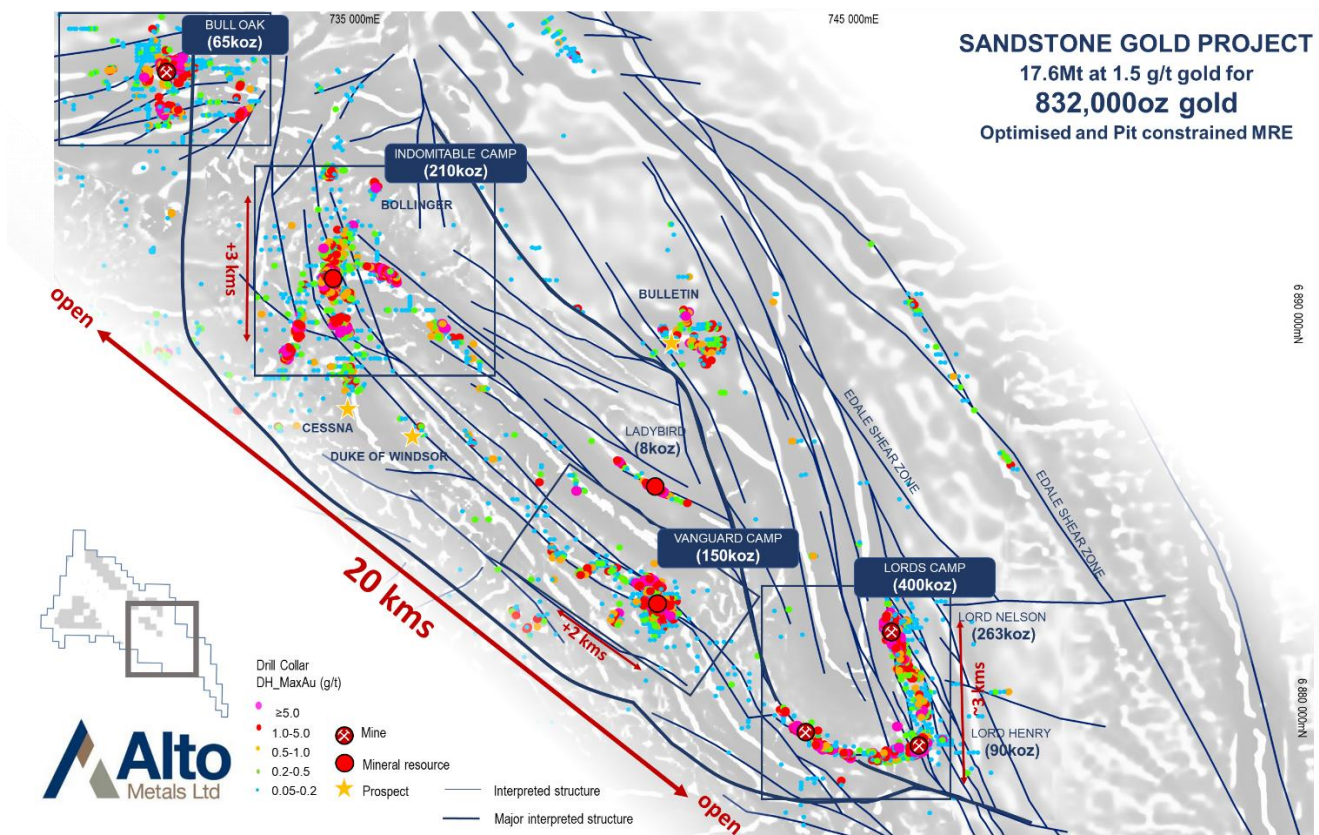 735 000mE
745 000mE
BULL OAK
(65koz)
SANDSTONE GOLD PROJECT
17.6Mt at 1.5 g/t gold for
832,000oz gold
Optimised and Pit constrained MRE
INDOMITABLE CAMP
(210koz)
BOLLINGER
+3 kms
open
BULLETIN
6 890 000mN
CESSNA
DUKE OF WINDSOR
LADYBIRD
(8koz)
EDALE SHEAR ZONE
EDALE SHEAR ZONE
VANGUARD CAMP
(150koz)
LORDS CAMP
(400koz)
20 kms
+2 kms
LORD NELSON
(263koz)
~3 kms
LORD HENRY
(90koz)
6 880 000mN
open
Drill Collar
DH_MaxAu (g/t)
≥5.0
1.0-5.0
0.5-1.0
0.2-0.5
0.05-0.2
Mine
Mineral resource
Prospect
Interpreted structure
Major interpreted structure
Alto
Metals Ltd